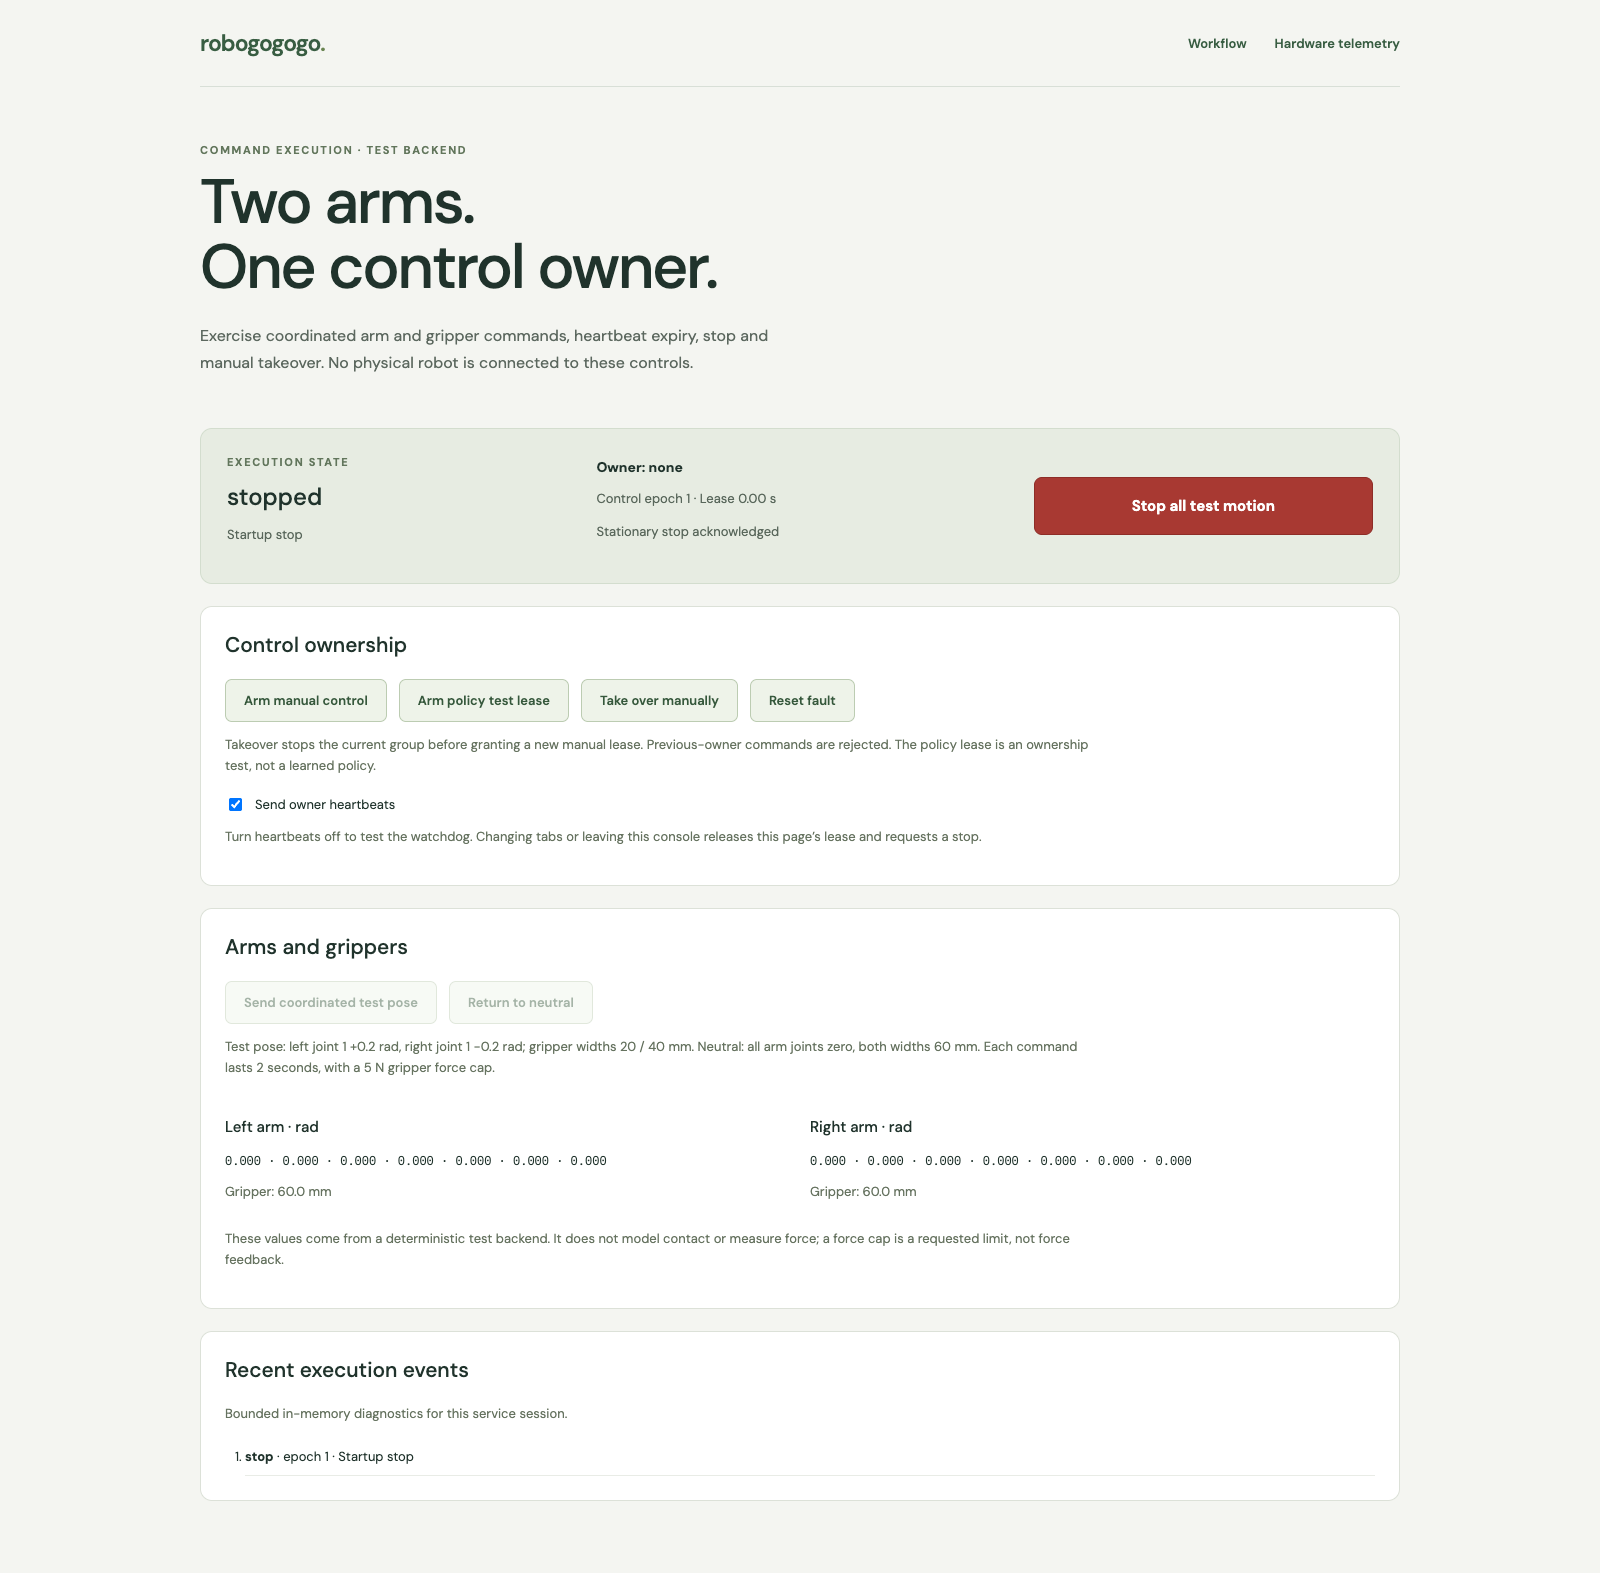 robogogogo.
Workflow
Hardware telemetry
COMMAND EXECUTION · TEST BACKEND
Two arms.
One control owner.
Exercise coordinated arm and gripper commands, heartbeat expiry, stop and
manual takeover. No physical robot is connected to these controls.
EXECUTION STATE
stopped
Startup stop
Owner: none
Control epoch 1 · Lease 0.00 s
Stationary stop acknowledged
Stop all test motion
Control ownership
Arm manual control
Arm policy test lease
Take over manually
Reset fault
Takeover stops the current group before granting a new manual lease. Previous-owner commands are rejected. The policy lease is an ownership
test, not a learned policy.
Send owner heartbeats
Turn heartbeats off to test the watchdog. Changing tabs or leaving this console releases this page’s lease and requests a stop.
Arms and grippers
Send coordinated test pose
Return to neutral
Test pose: left joint 1 +0.2 rad, right joint 1 −0.2 rad; gripper widths 20 / 40 mm. Neutral: all arm joints zero, both widths 60 mm. Each command
lasts 2 seconds, with a 5 N gripper force cap.
Left arm · rad
0.000 · 0.000 · 0.000 · 0.000 · 0.000 · 0.000 · 0.000
Gripper: 60.0 mm
Right arm · rad
0.000 · 0.000 · 0.000 · 0.000 · 0.000 · 0.000 · 0.000
Gripper: 60.0 mm
These values come from a deterministic test backend. It does not model contact or measure force; a force cap is a requested limit, not force
feedback.
Recent execution events
Bounded in-memory diagnostics for this service session.
1. stop · epoch 1 · Startup stop